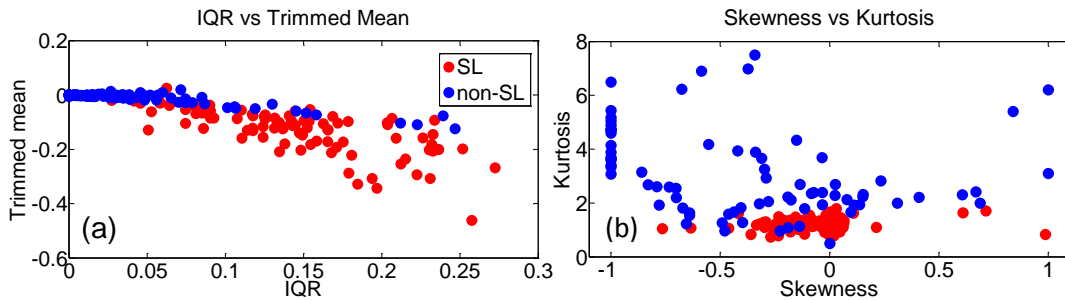 IQR vs Trimmed Mean
0.2
0
-0.2
-0.4
-0.6
Trimmed mean
SL
non-SL
(a)
0
0.05
0.1
0.15
0.2
0.25
0.3
IQR
Skewness vs Kurtosis
8
6
4
2
0
Kurtosis
(b)
-1
-0.5
0
0.5
1
Skewness